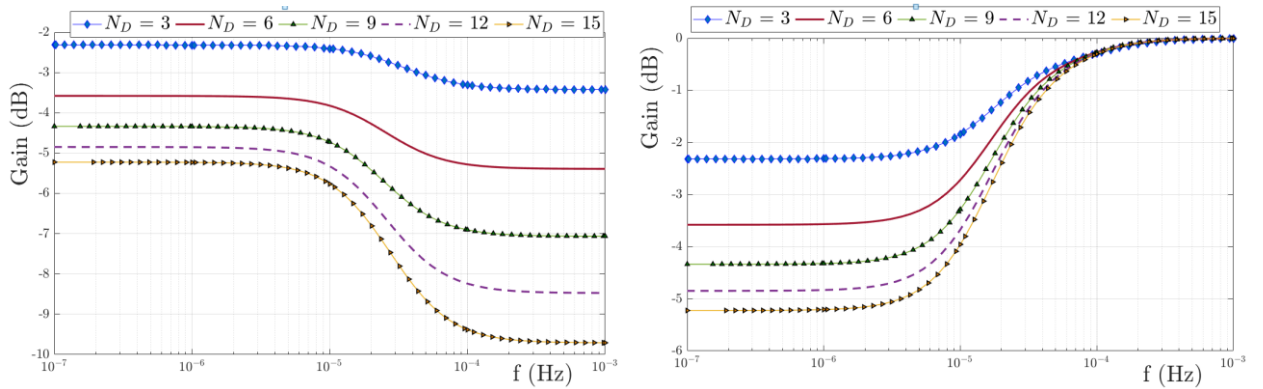 N_D = 3 N_D = 6 N_D = 9 N_D = 12 N_D = 15
Gain (dB)
-2
-3
-4
-5
-6
-7
-8
-9
-10
10⁻⁷ 10⁻⁶ 10⁻⁵ 10⁻⁴ 10⁻³
f (Hz)
N_D = 3 N_D = 6 N_D = 9 N_D = 12 N_D = 15
Gain (dB)
0
-1
-2
-3
-4
-5
-6
10⁻⁷ 10⁻⁶ 10⁻⁵ 10⁻⁴ 10⁻³
f (Hz)